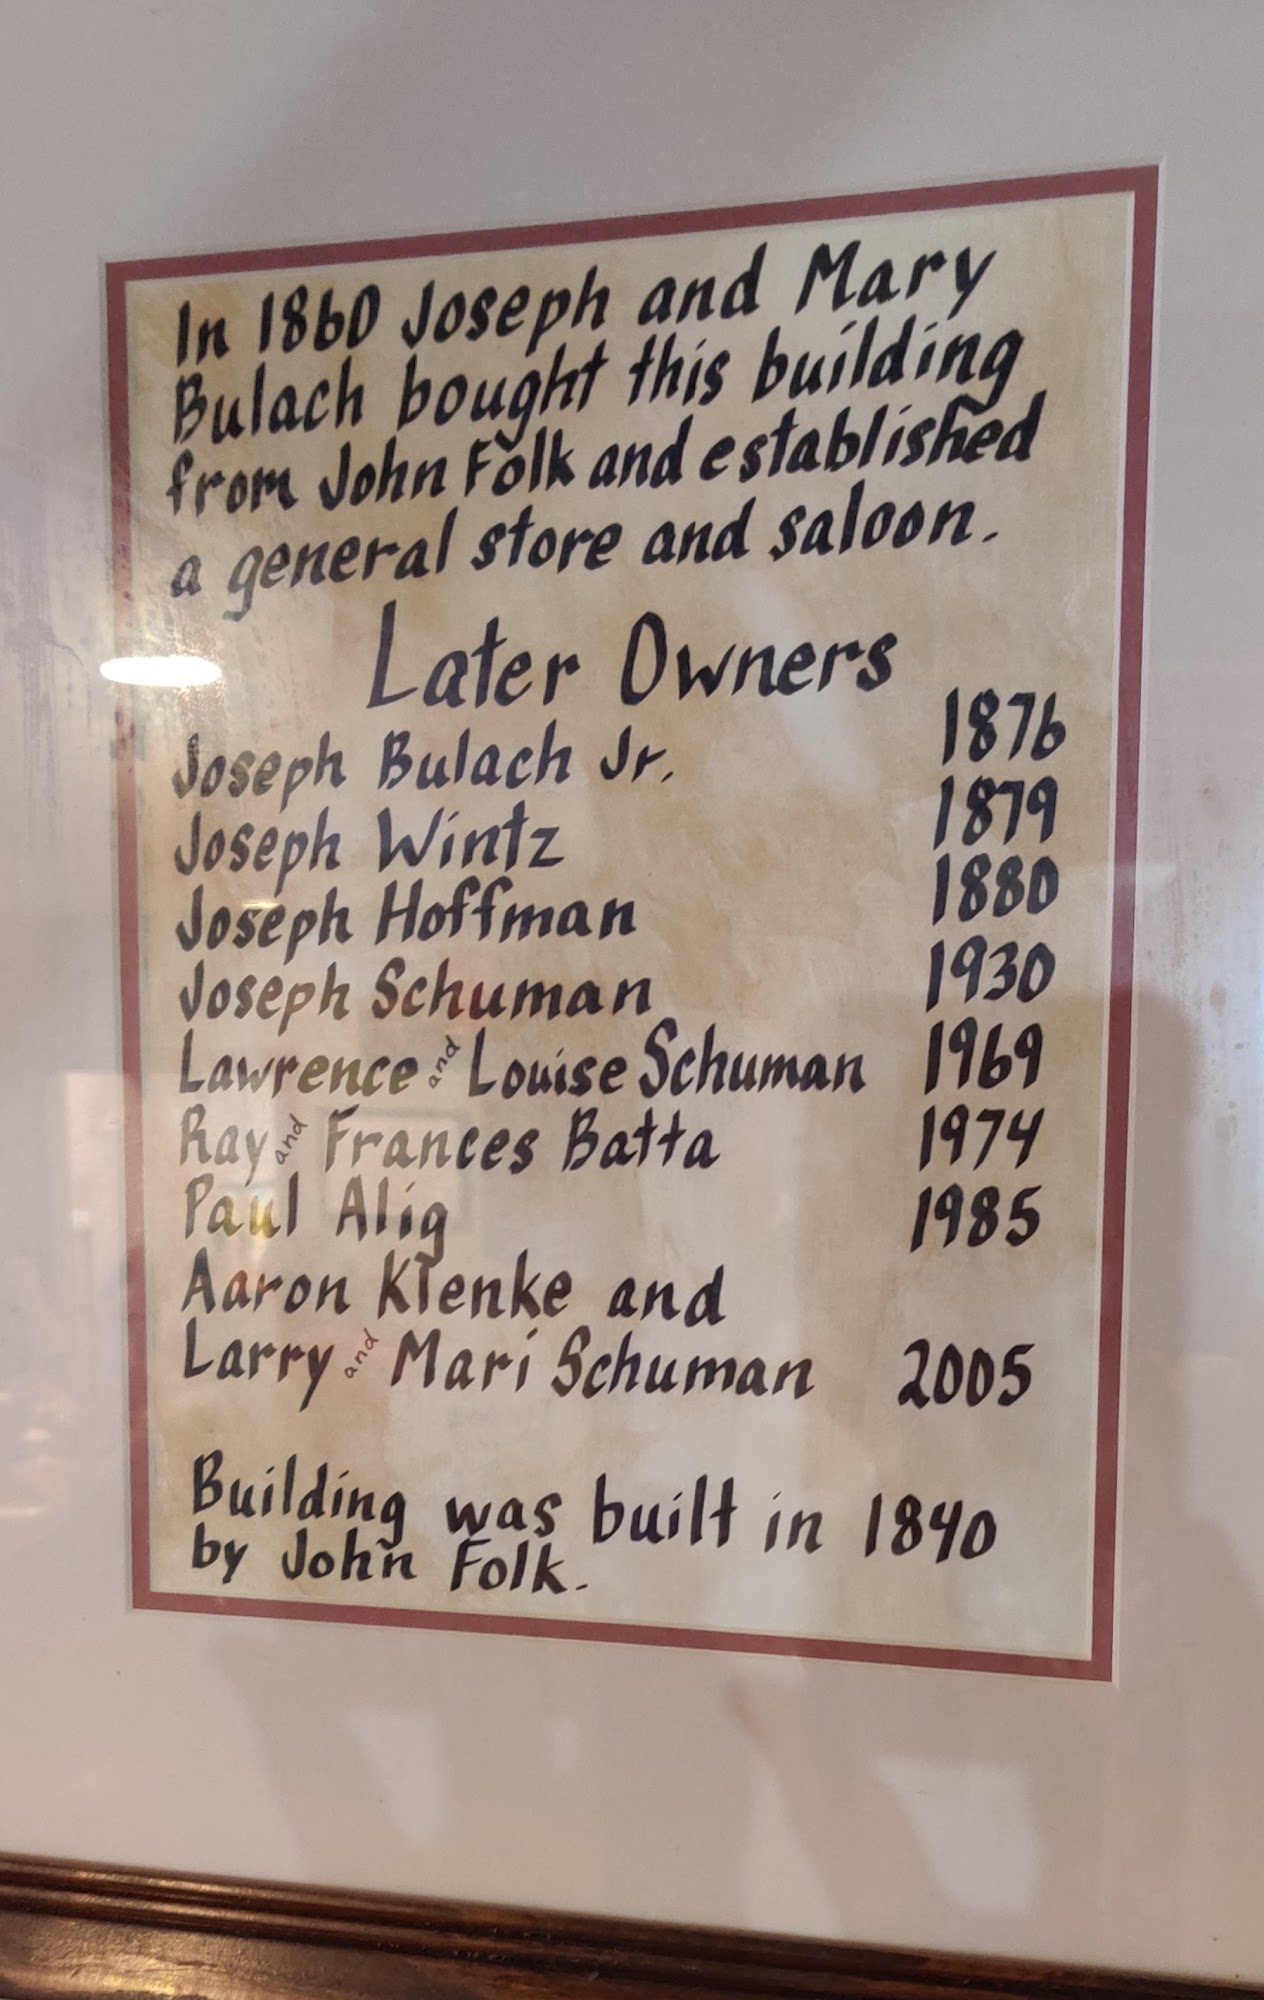 In 1860 Joseph and Mary
Bulach bought this building
from John Folk and established
a general store and saloon.
Later Owners
Joseph Bulach Jr. 1876
Joseph Wintz 1879
Joseph Hoffman 1880
Joseph Schuman 1930
Lawrence and Louise Schuman 1969
Ray and Frances Batta 1974
Paul Alig 1985
Aaron Klenke and
Larry and Mari Schuman 2005
Building was built in 1840
by John Folk.